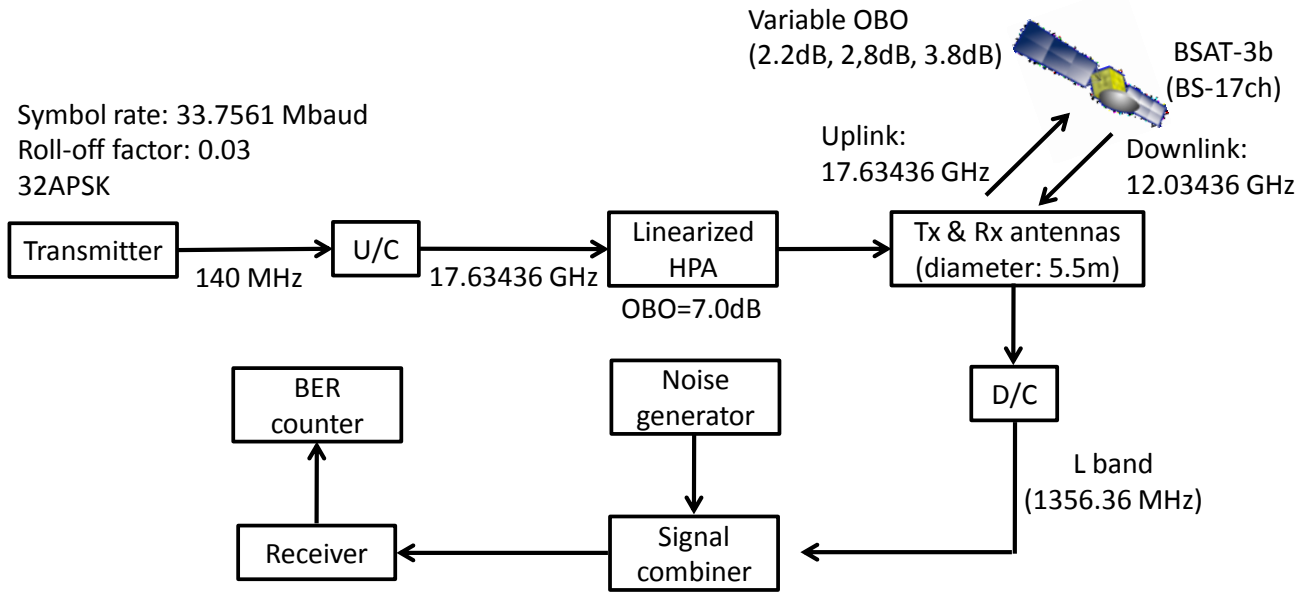 Variable OBO
(2.2dB, 2,8dB, 3.8dB)
BSAT-3b
(BS-17ch)
Symbol rate: 33.7561 Mbaud
Roll-off factor: 0.03
32APSK
Uplink:
17.63436 GHz
Downlink:
12.03436 GHz
Transmitter
140 MHz
U/C
17.63436 GHz
Linearized
HPA
OBO=7.0dB
Tx & Rx antennas
(diameter: 5.5m)
BER
counter
Noise
generator
D/C
L band
(1356.36 MHz)
Receiver
Signal
combiner